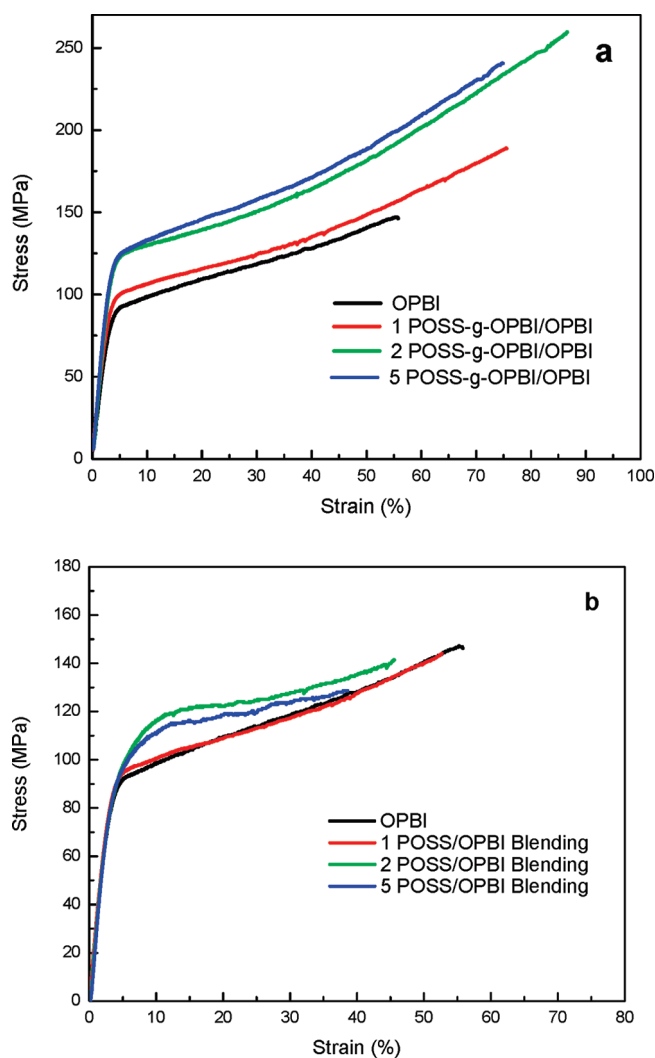 a
250
200
150
100
50
0
Stress (MPa)
OPBI
1 POSS-g-OPBI/OPBI
2 POSS-g-OPBI/OPBI
5 POSS-g-OPBI/OPBI
0 10 20 30 40 50 60 70 80 90 100
Strain (%)
b
180
160
140
120
100
80
60
40
20
0
Stress (MPa)
OPBI
1 POSS/OPBI Blending
2 POSS/OPBI Blending
5 POSS/OPBI Blending
0 10 20 30 40 50 60 70 80
Strain (%)